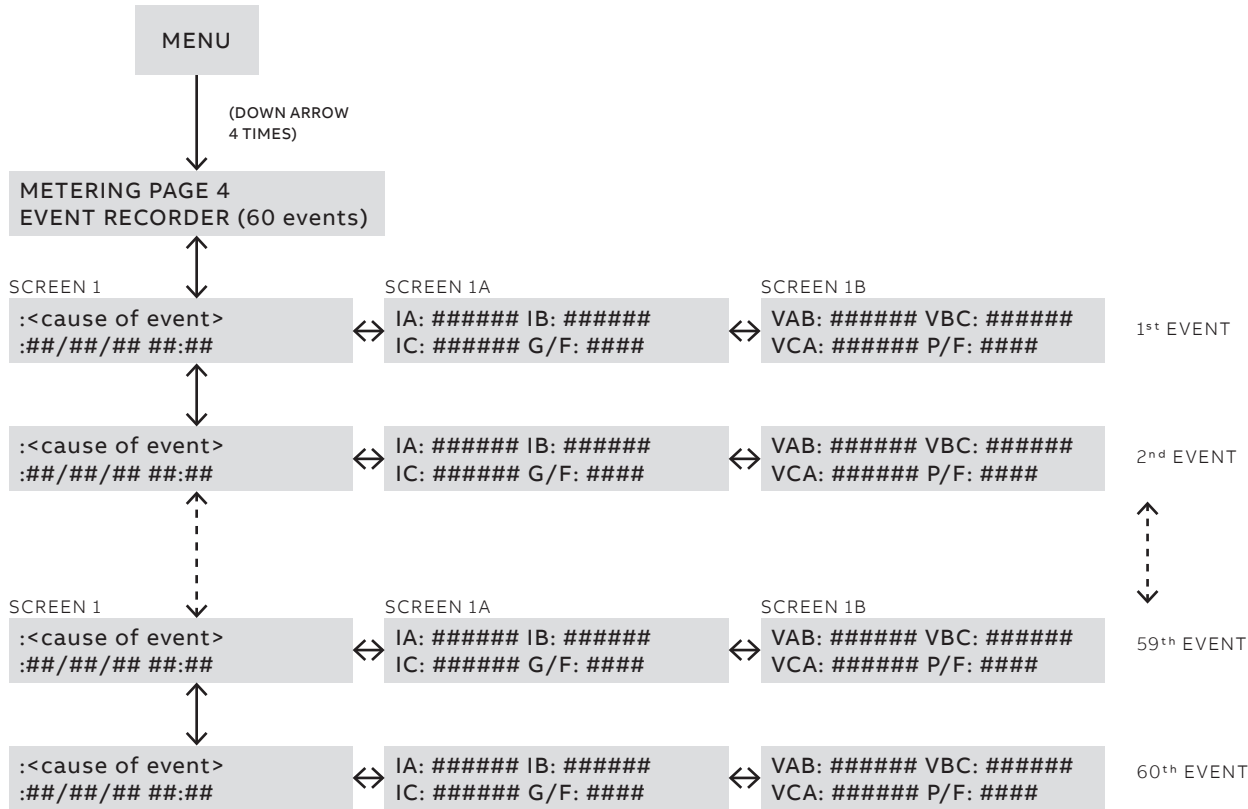 MENU
(DOWN ARROW
4 TIMES)
METERING PAGE 4
EVENT RECORDER (60 events)
SCREEN 1
:<cause of event>
:##/##/## ##:##
SCREEN 1A
IA: ###### IB: ######
IC: ###### G/F: ####
SCREEN 1B
VAB: ###### VBC: ######
VCA: ###### P/F: ####
1st EVENT
:<cause of event>
:##/##/## ##:##
IA: ###### IB: ######
IC: ###### G/F: ####
VAB: ###### VBC: ######
VCA: ###### P/F: ####
2nd EVENT
SCREEN 1
:<cause of event>
:##/##/## ##:##
SCREEN 1A
IA: ###### IB: ######
IC: ###### G/F: ####
SCREEN 1B
VAB: ###### VBC: ######
VCA: ###### P/F: ####
59th EVENT
:<cause of event>
:##/##/## ##:##
IA: ###### IB: ######
IC: ###### G/F: ####
VAB: ###### VBC: ######
VCA: ###### P/F: ####
60th EVENT